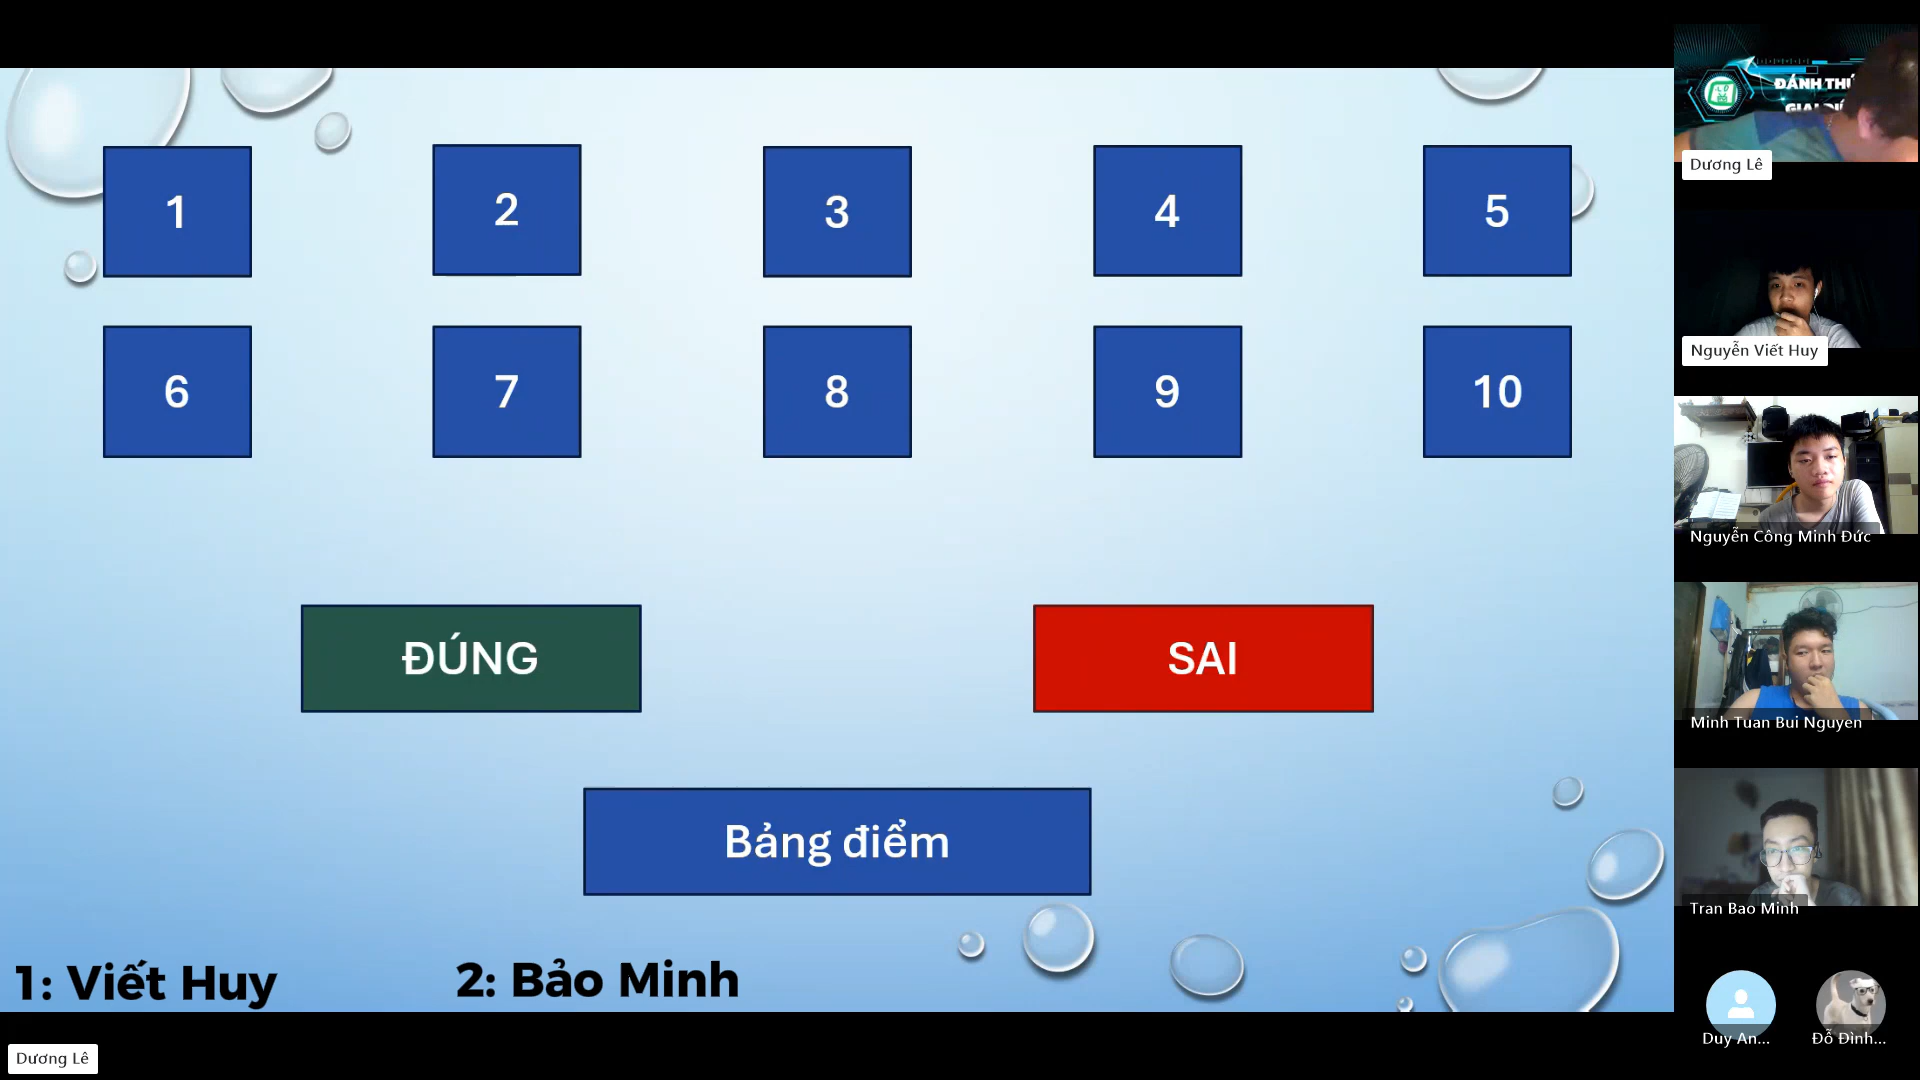 1
2
3
4
5
6
7
8
9
10
ĐÚNG
SAI
Bảng điểm
1: Viết Huy
2: Bảo Minh
Dương Lê
ĐÁNH THỨ
Dương Lê
Nguyễn Viết Huy
Nguyễn Công Minh Đức
Minh Tuan Bui Nguyen
Tran Bao Minh
Duy An...
Đỗ Đình...